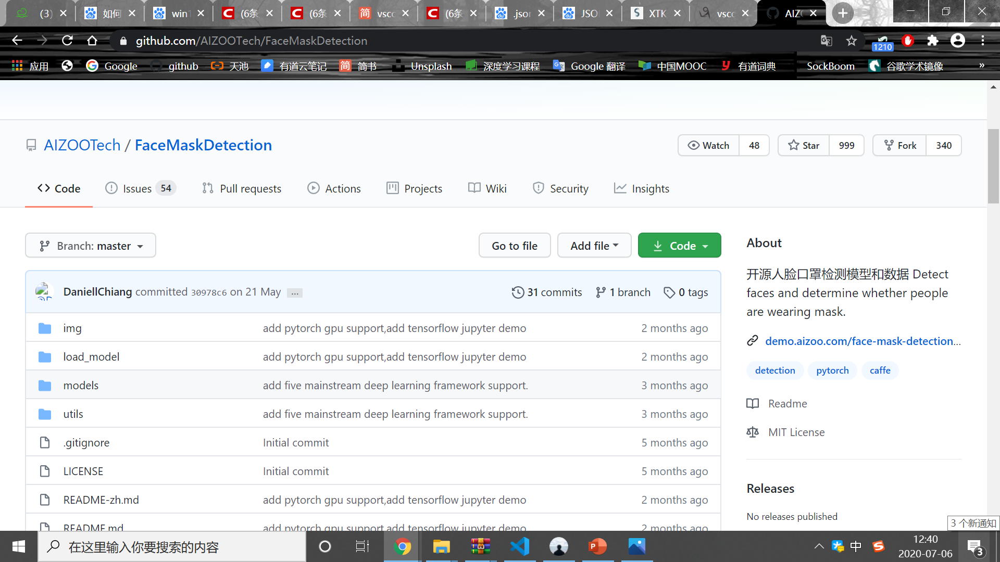 (3)
如何
win1
(6条
(6条
vscc
(6条
.json
JSO
XTK
vscc
AIZO
github.com/AIZOOTech/FaceMaskDetection
1210
应用
Google
github
天池
有道云笔记
简书
Unsplash
深度学习课程
Google 翻译
中国MOOC
有道词典
SockBoom
谷歌学术镜像
»
AIZOOTech / FaceMaskDetection
Watch 48
Star 999
Fork 340
Code
Issues 54
Pull requests
Actions
Projects
Wiki
Security
Insights
Branch: master
Go to file
Add file
Code
DaniellChiang committed 30978c6 on 21 May ...
31 commits
1 branch
0 tags
img add pytorch gpu support,add tensorflow jupyter demo 2 months ago
load_model add pytorch gpu support,add tensorflow jupyter demo 2 months ago
models add five mainstream deep learning framework support. 3 months ago
utils add five mainstream deep learning framework support. 3 months ago
.gitignore Initial commit 5 months ago
LICENSE Initial commit 5 months ago
README-zh.md add pytorch gpu support,add tensorflow jupyter demo 2 months ago
README.md add pytorch gpu support,add tensorflow jupyter demo 2 months ago
About
开源人脸口罩检测模型和数据 Detect
faces and determine whether people
are wearing mask.
demo.aizoo.com/face-mask-detection...
detection
pytorch
caffe
Readme
MIT License
Releases
No releases published
3 个新通知
在这里输入你要搜索的内容
中
12:40
2020-07-06
3